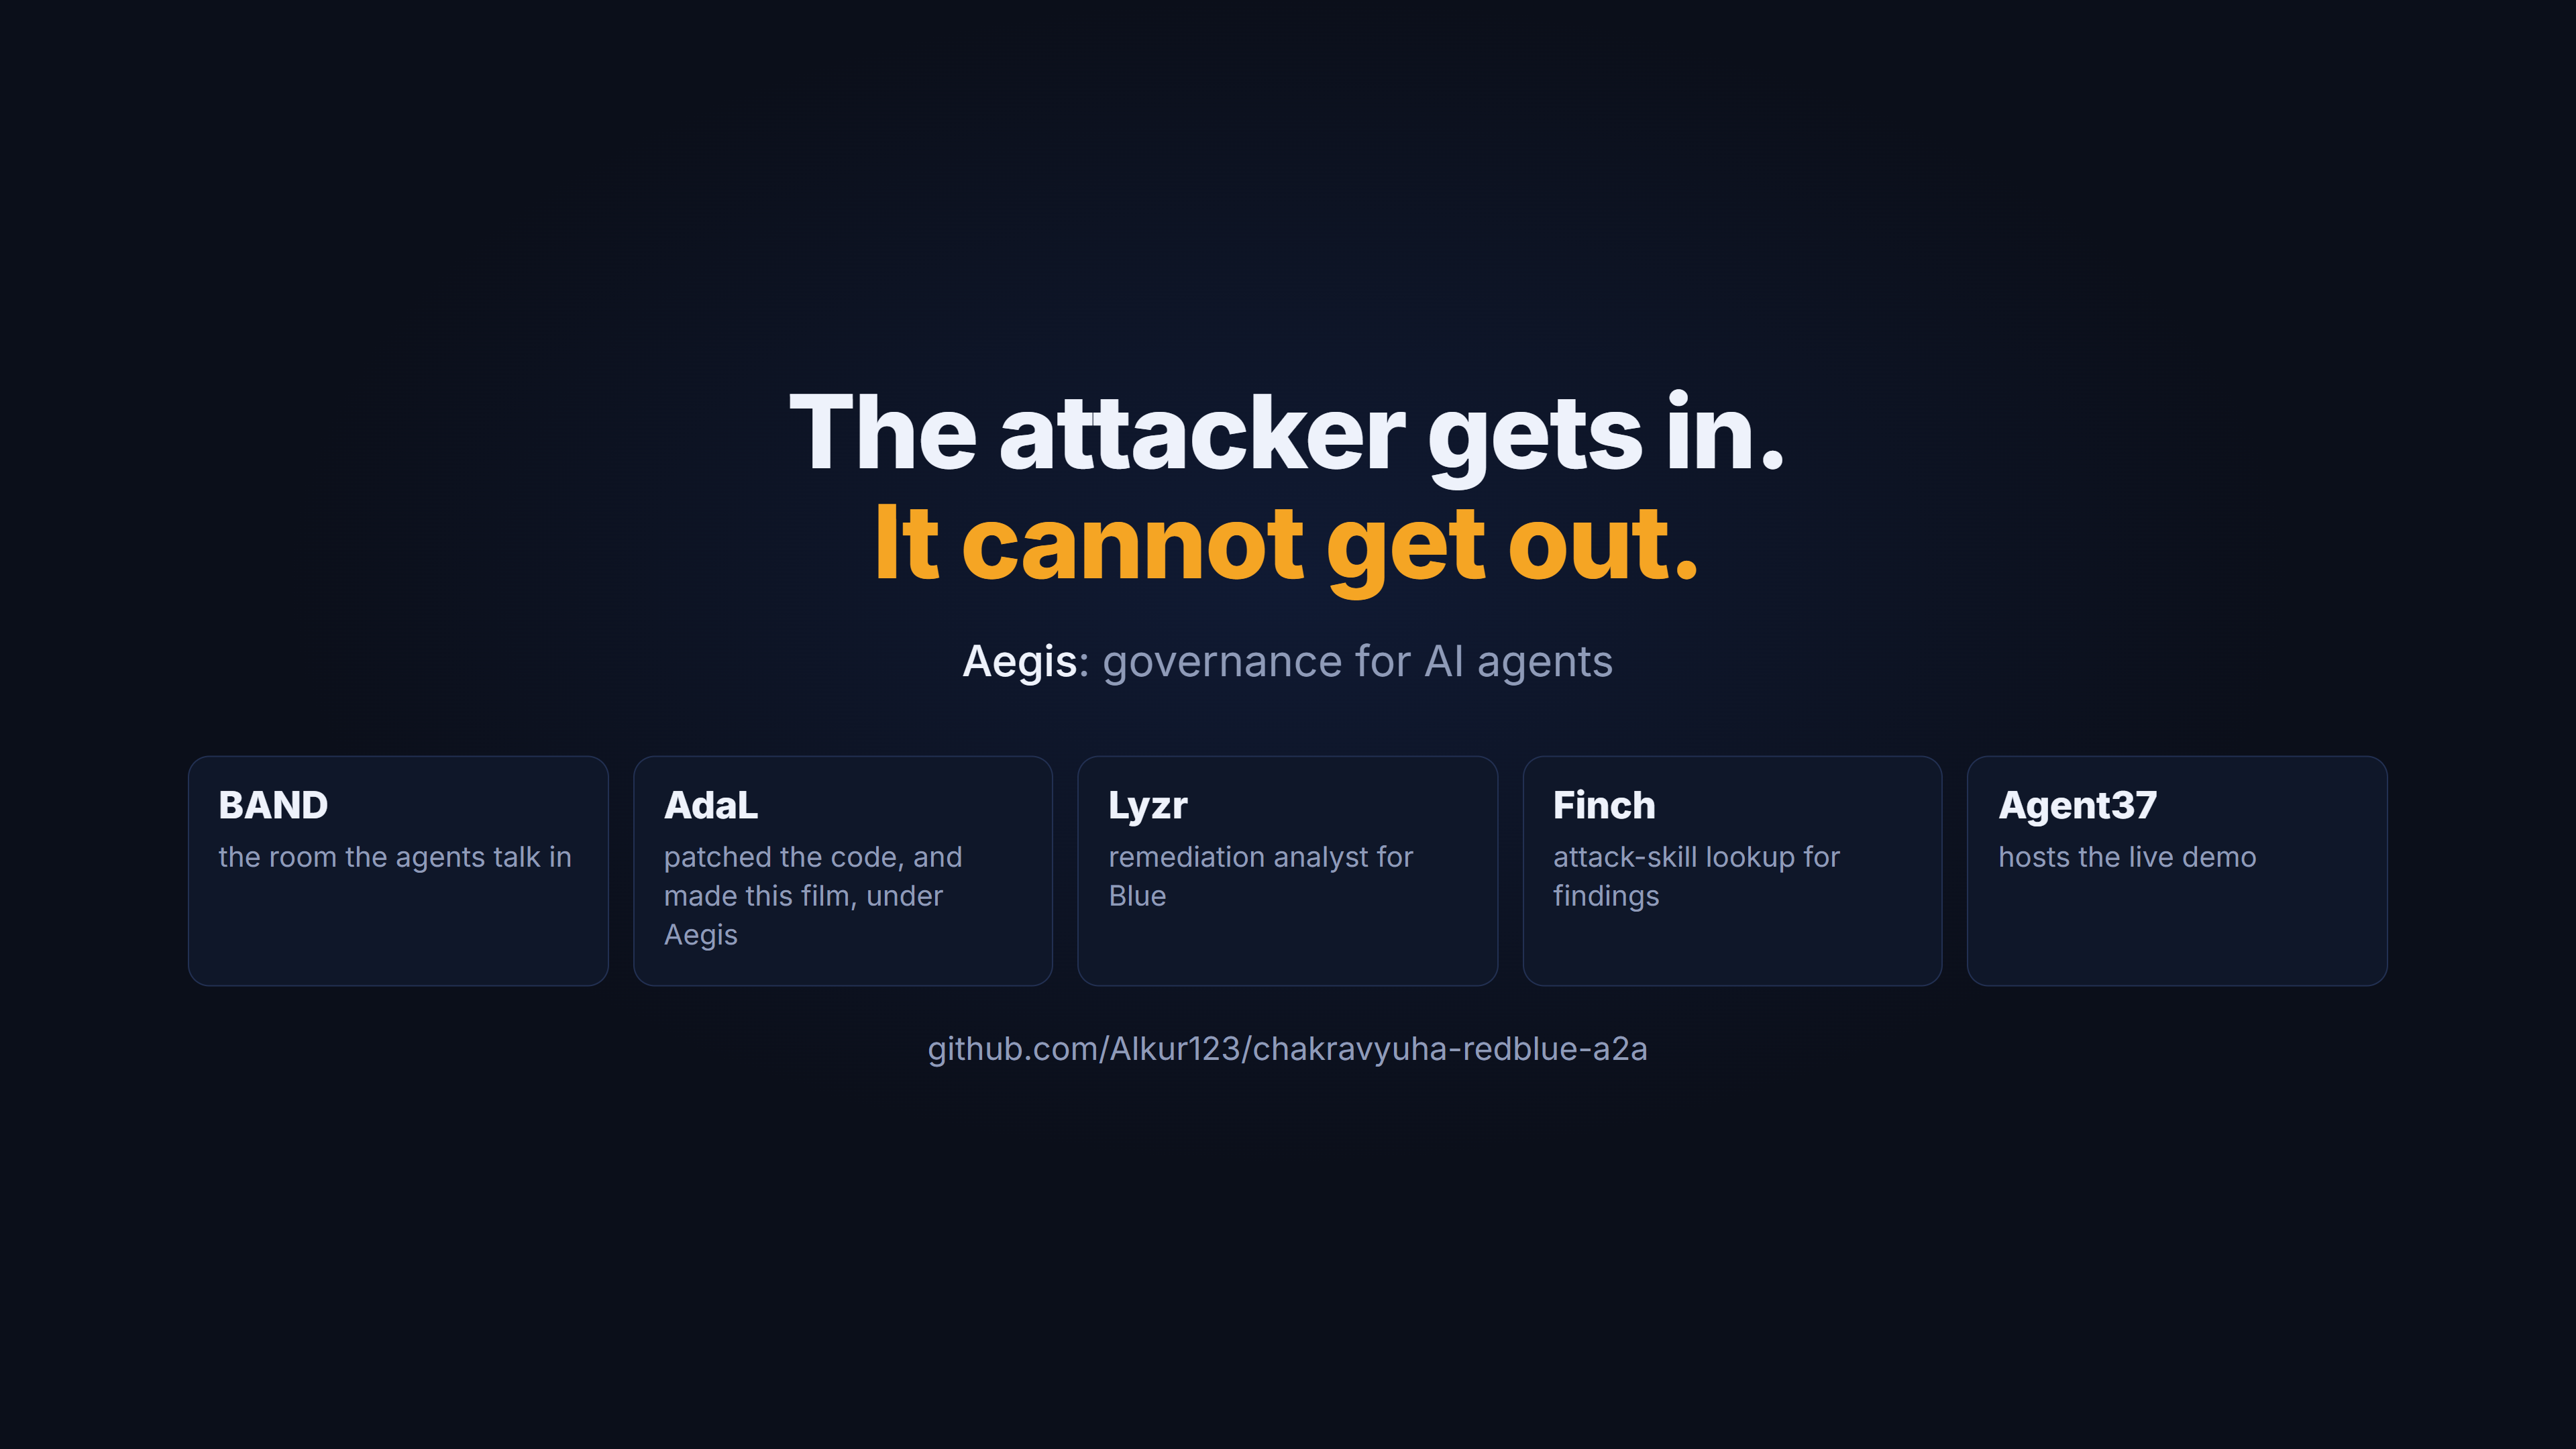 The attacker gets in.
It cannot get out.
Aegis: governance for AI agents
BAND
the room the agents talk in
AdaL
patched the code, and
made this film, under
Aegis
Lyzr
remediation analyst for
Blue
Finch
attack-skill lookup for
findings
Agent37
hosts the live demo
github.com/Alkur123/chakravyuha-redblue-a2a